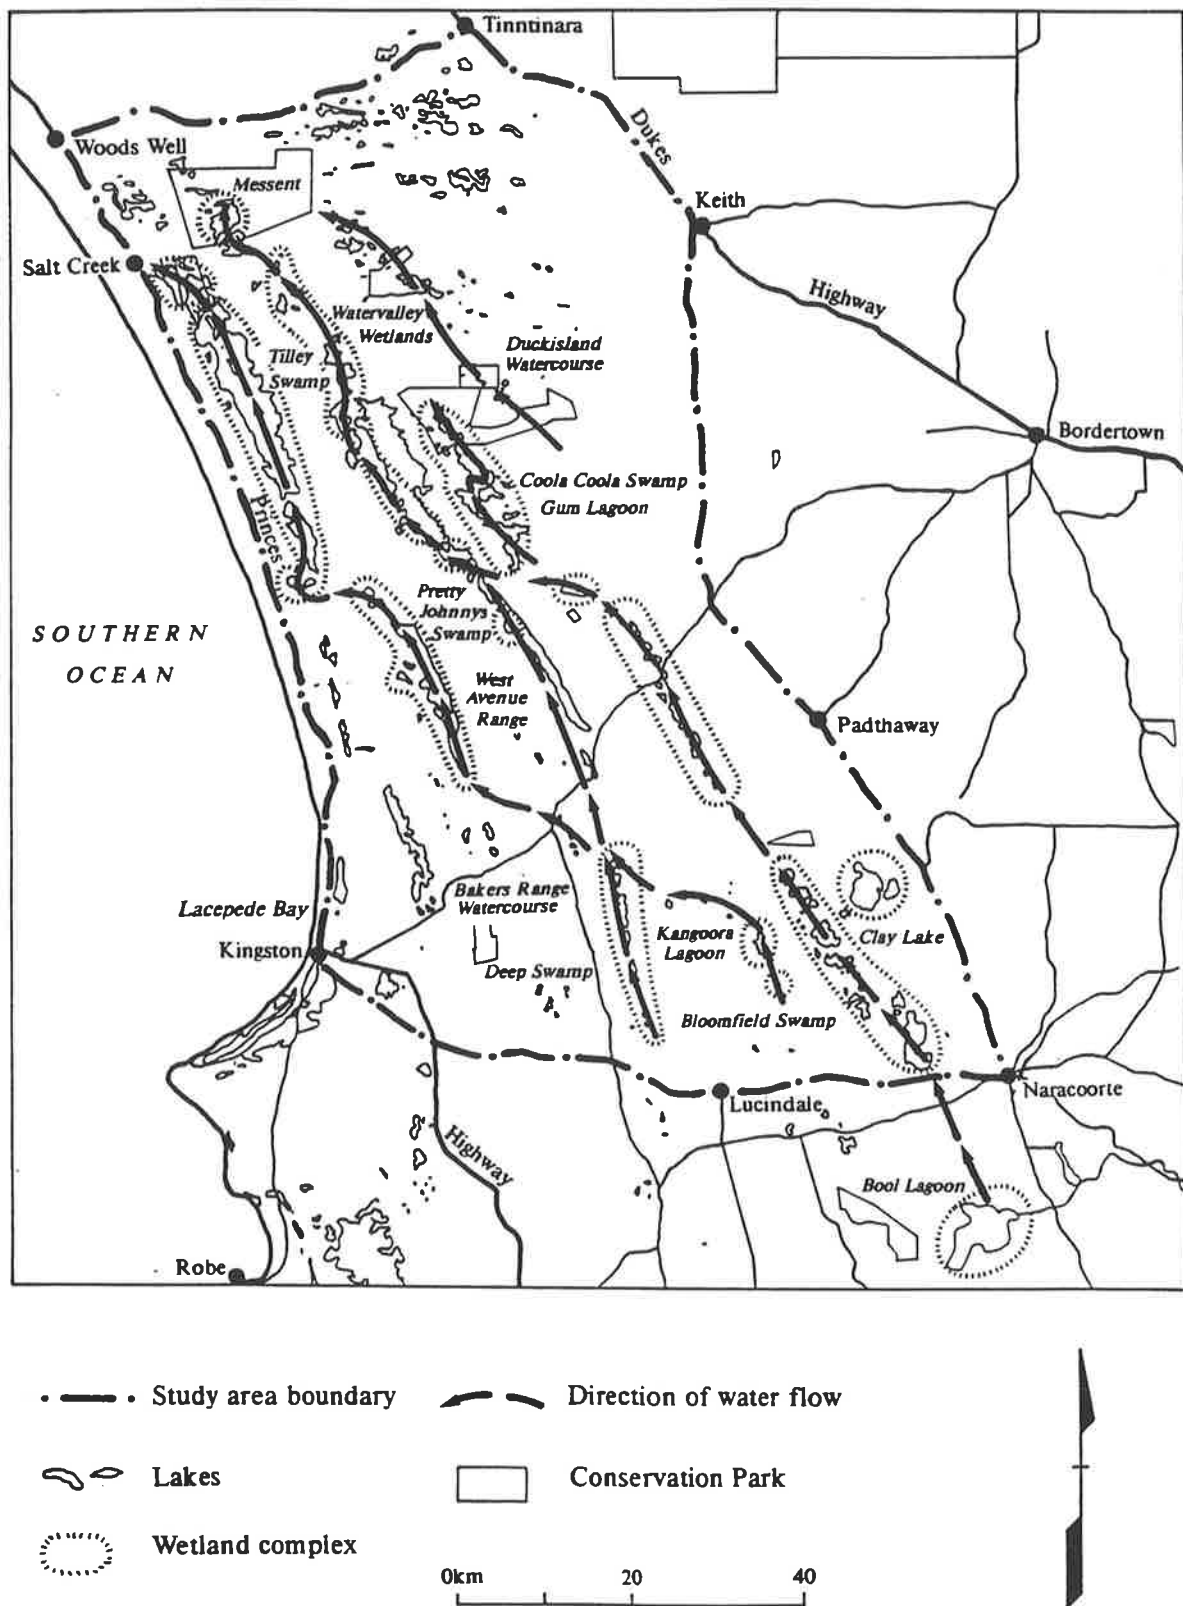 Tinntinara
Woods Well
Dukes
Messent
Keith
Salt Creek
Highway
Watervalley
Wetlands
Duckisland
Watercourse
Tilley
Swamp
Bordertown
Coola Coola Swamp
Gum Lagoon
Princes
Pretty
Johnnys
Swamp
SOUTHERN
OCEAN
West
Avenue
Range
Padthaway
Bakers Range
Watercourse
Lacepede Bay
Kingston
Kangoora
Lagoon
Clay Lake
Deep Swamp
Bloomfield Swamp
Naracoorte
Lucindale
Highway
Bool Lagoon
Robe
Study area boundary
Direction of water flow
Lakes
Conservation Park
Wetland complex
0km 20 40